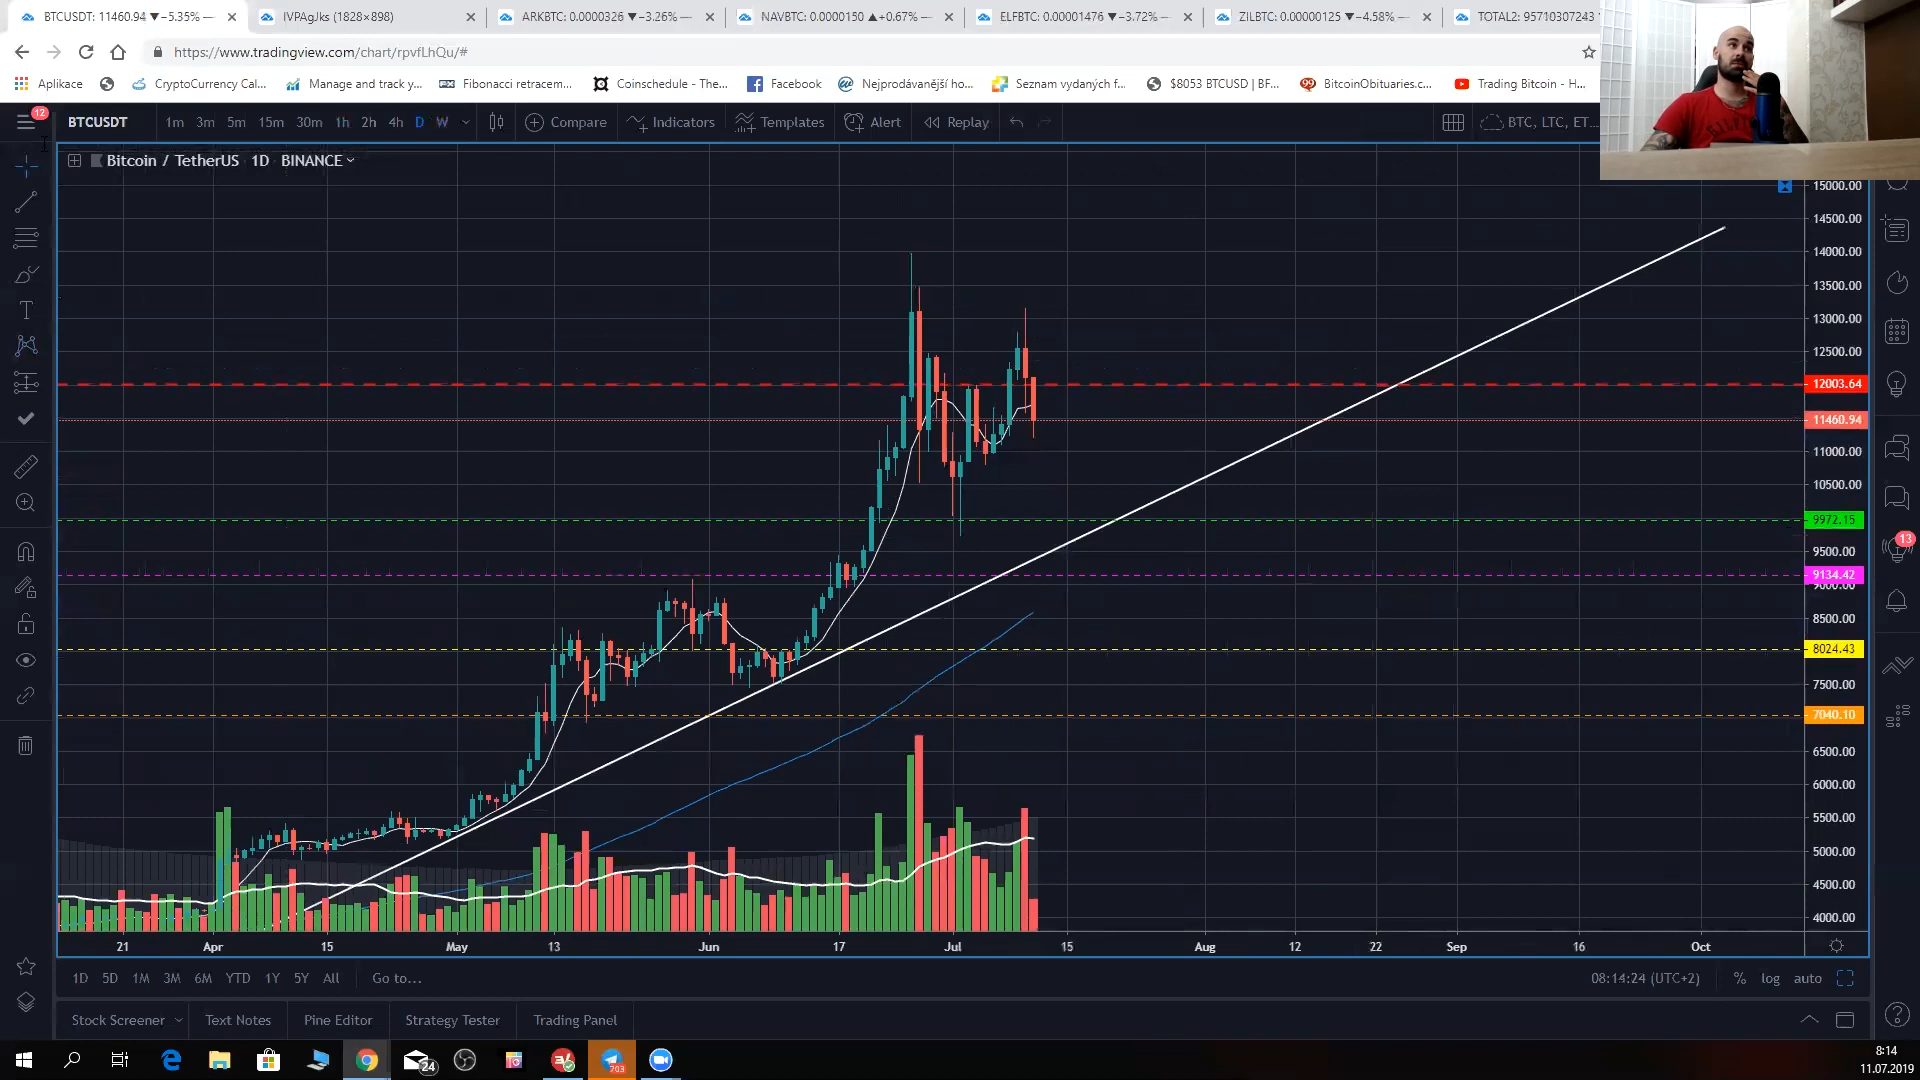 BTCUSDT: 11460.94 ▼−5.35% —
IVPAgJks (1828×898)
ARKBTC: 0.0000326 ▼−3.26% —
NAVBTC: 0.0000150 ▲+0.67% —
ELFBTC: 0.00001476 ▼−3.72% —
ZILBTC: 0.00000125 ▼−4.58% —
TOTAL2: 95710307243
https://www.tradingview.com/chart/rpvfLhQu/#
Aplikace
CryptoCurrency Cal...
Manage and track y...
Fibonacci retracem...
Coinschedule - The...
Facebook
Nejprodávanější ho...
Seznam vydaných f...
$8053 BTCUSD | BF...
BitcoinObituaries.c...
Trading Bitcoin - H...
12
BTCUSDT
1m 3m 5m 15m 30m 1h 2h 4h D W
Compare
Indicators
Templates
Alert
Replay
BTC, LTC, ET...
Bitcoin / TetherUS 1D BINANCE
15000.00
14500.00
14000.00
13500.00
13000.00
12500.00
12003.64
11460.94
11000.00
10500.00
9972.15
9500.00
9134.42
9000.00
8500.00
8024.43
7500.00
7040.10
6500.00
6000.00
5500.00
5000.00
4500.00
4000.00
13
21 Apr 15 May 13 Jun 17 Jul 15 Aug 12 22 Sep 16 Oct
1D 5D 1M 3M 6M YTD 1Y 5Y All Go to...
08:14:24 (UTC+2) % log auto
Stock Screener
Text Notes
Pine Editor
Strategy Tester
Trading Panel
24
703
8:14
11.07.2019